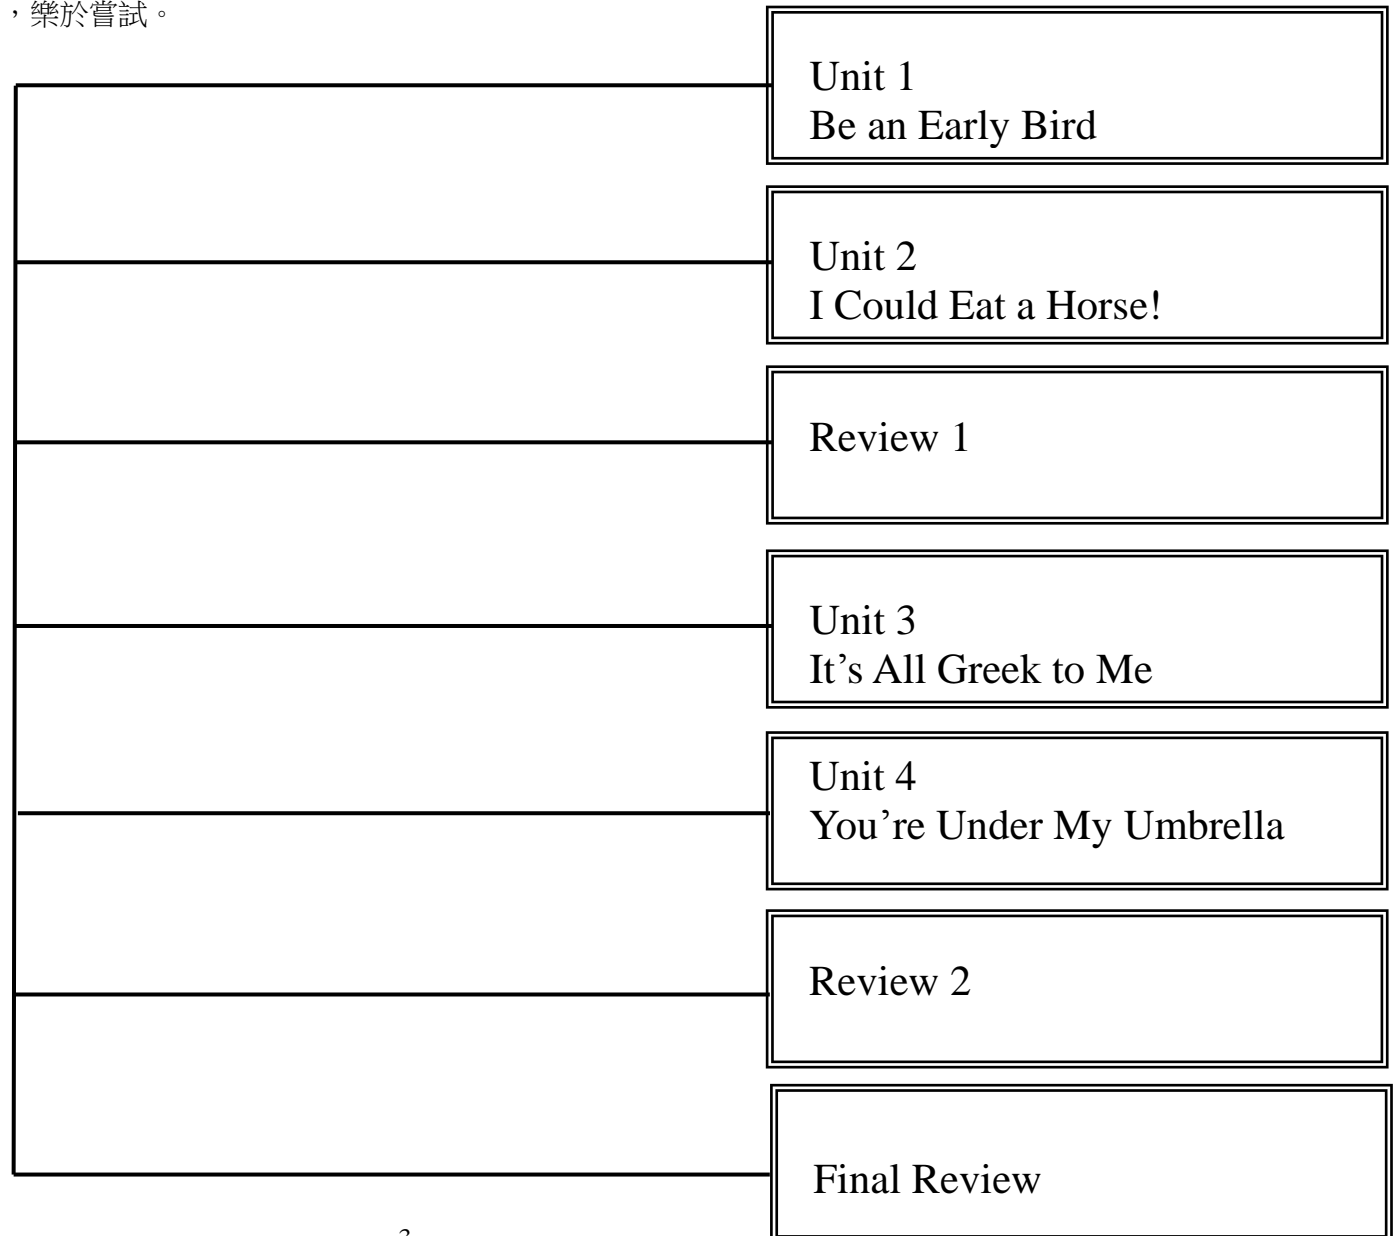 ，樂於嘗試。
Unit 1
Be an Early Bird
Unit 2
I Could Eat a Horse!
Review 1
Unit 3
It’s All Greek to Me
Unit 4
You’re Under My Umbrella
Review 2
Final Review
3